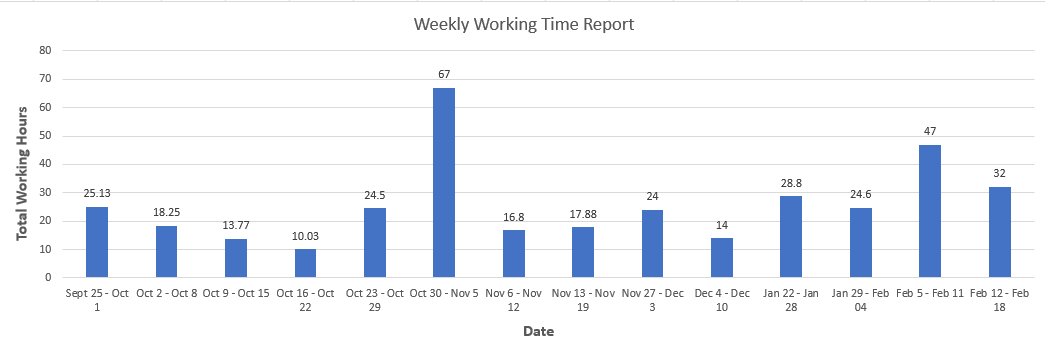 Weekly Working Time Report
Total Working Hours
80
70
60
50
40
30
20
10
0
25.13
18.25
13.77
10.03
24.5
67
16.8
17.88
24
14
28.8
24.6
47
32
Sept 25 - Oct
1
Oct 2 - Oct 8
Oct 9 - Oct 15
Oct 16 - Oct
22
Oct 23 - Oct
29
Oct 30 - Nov 5
Nov 6 - Nov
12
Nov 13 - Nov
19
Nov 27 - Dec
3
Dec 4 - Dec
10
Jan 22 - Jan
28
Jan 29 - Feb
04
Feb 5 - Feb 11
Feb 12 - Feb
18
Date